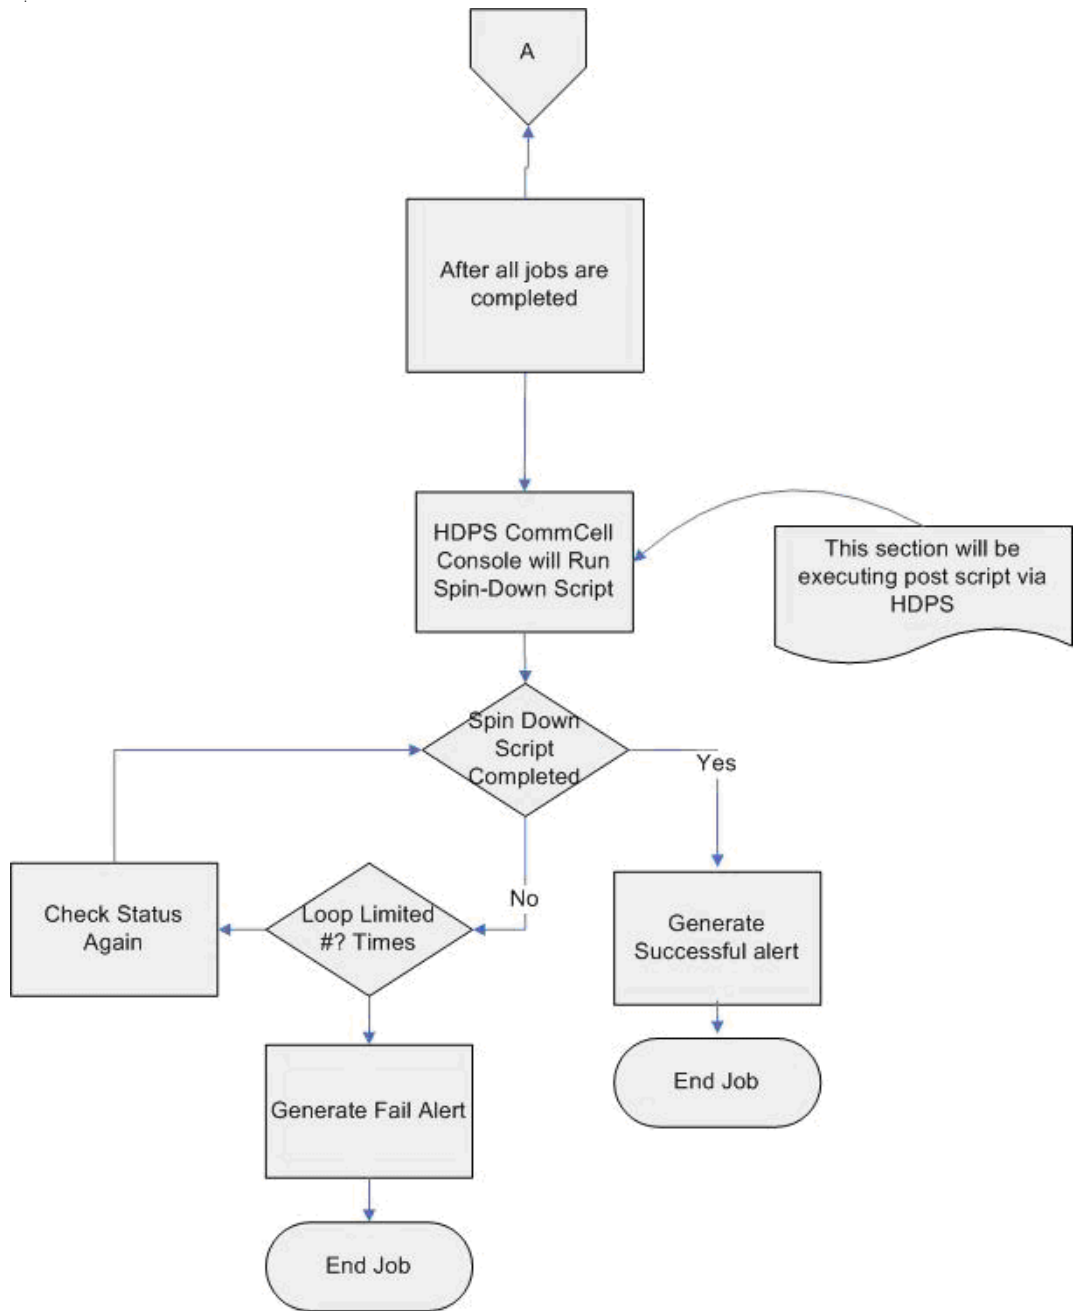 A
After all jobs are
completed
HDPS CommCell
Console will Run
Spin-Down Script
This section will be
executing post script via
HDPS
Spin Down
Script
Completed
Yes
No
Check Status
Again
Loop Limited
#? Times
Generate
Successful alert
Generate Fail Alert
End Job
End Job